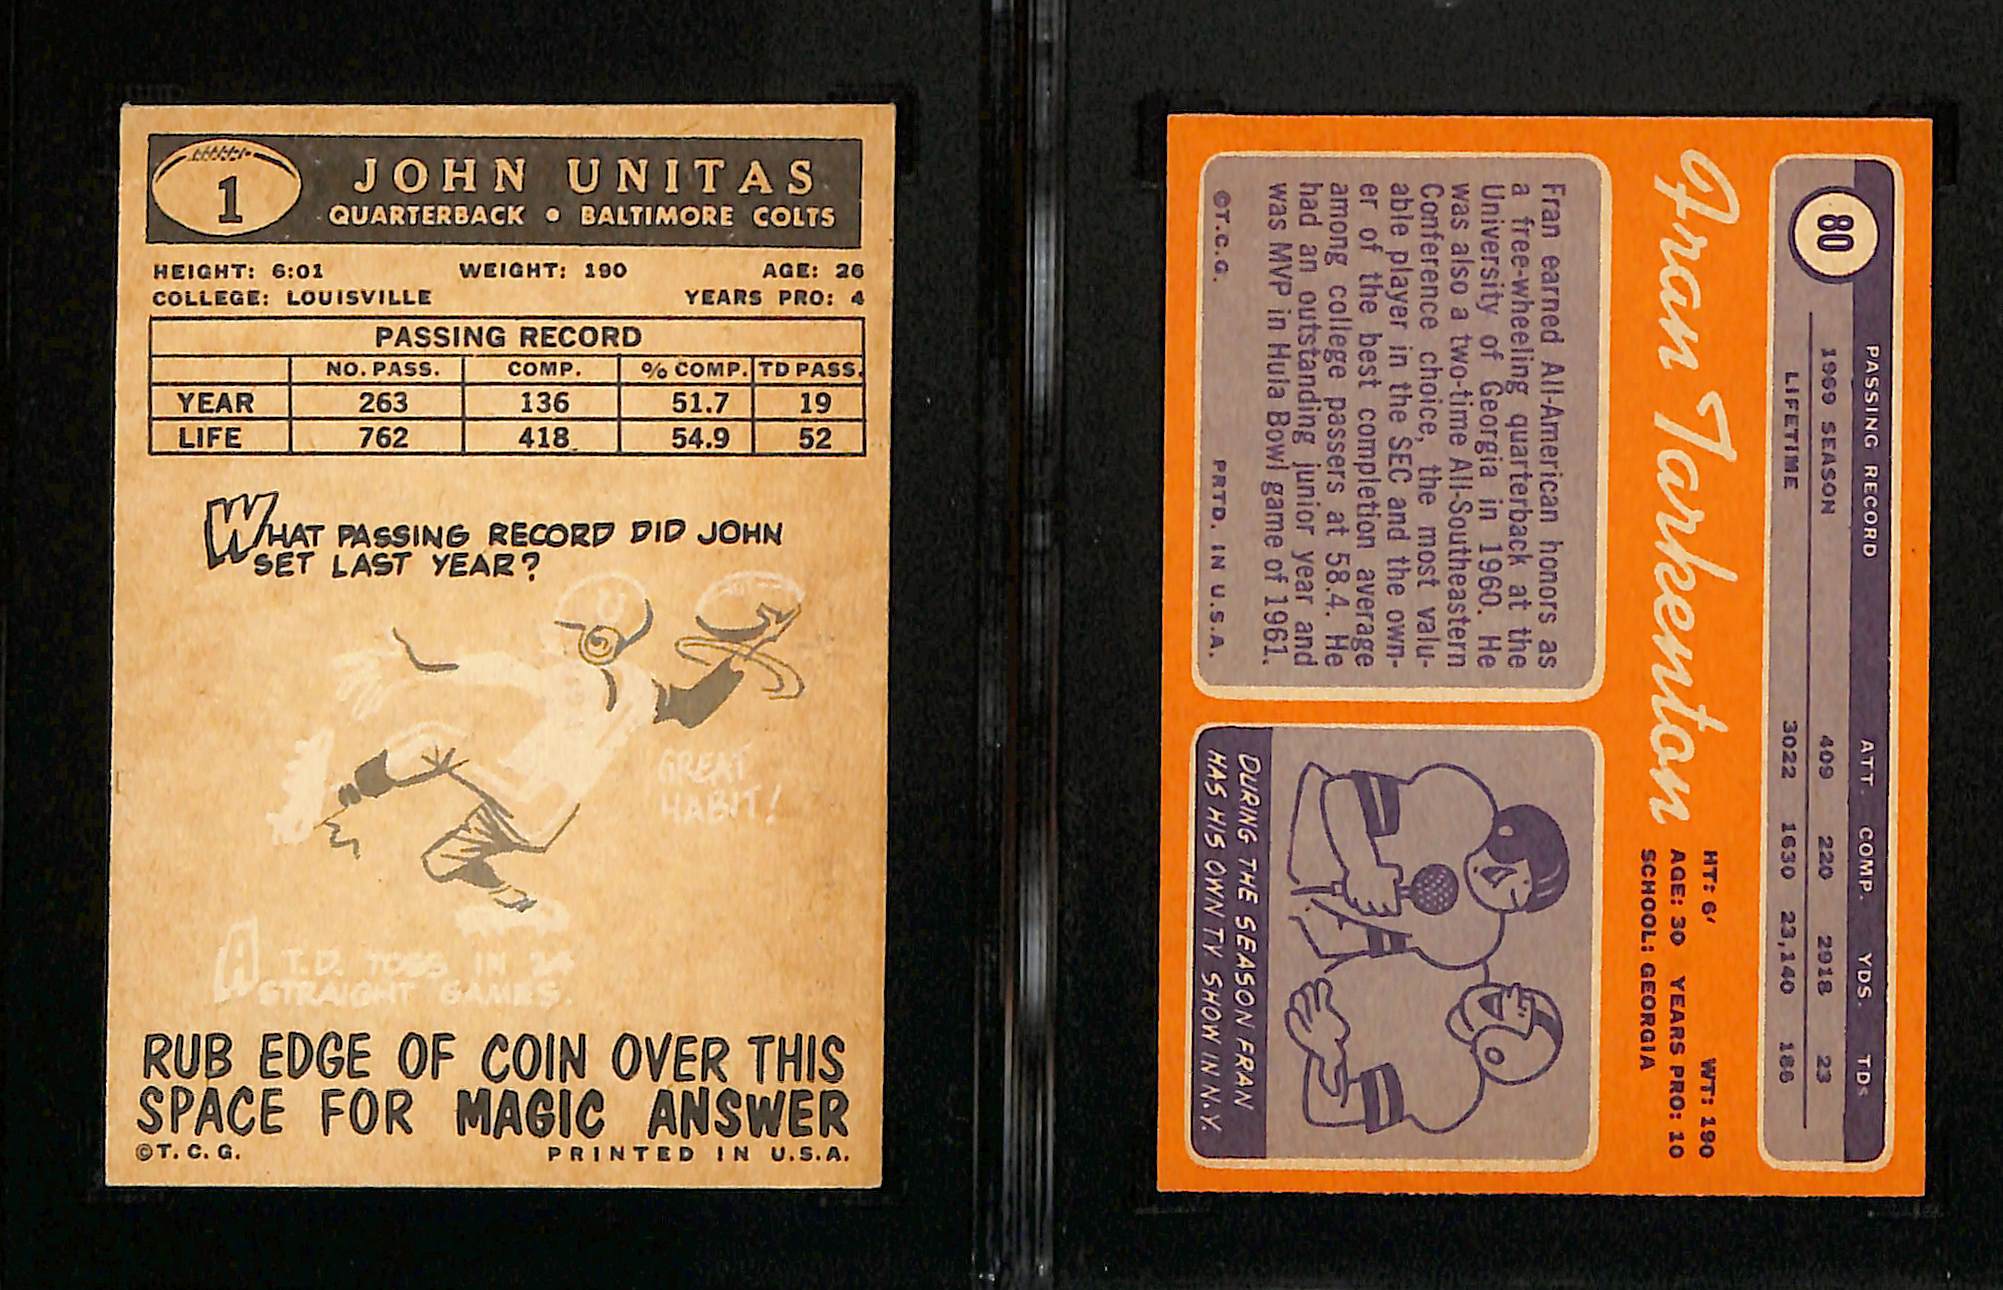 1
JOHN UNITAS
QUARTERBACK • BALTIMORE COLTS
HEIGHT: 6:01 WEIGHT: 190 AGE: 26
COLLEGE: LOUISVILLE YEARS PRO: 4
PASSING RECORD
NO. PASS. COMP. % COMP. TD PASS.
YEAR 263 136 51.7 19
LIFE 762 418 54.9 52
WHAT PASSING RECORD DID JOHN
SET LAST YEAR?
GREAT
HABIT!
A T.D. TOSS IN 24
STRAIGHT GAMES.
RUB EDGE OF COIN OVER THIS
SPACE FOR MAGIC ANSWER
©T.C.G. PRINTED IN U.S.A.
80
PASSING RECORD ATT. COMP. YDS. TDs
1969 SEASON 409 220 2918 23
LIFETIME 3022 1630 23,140 186
Fran Tarkenton
HT: 6' WT: 190
AGE: 30 YEARS PRO: 10
SCHOOL: GEORGIA
Fran earned All-American honors as
a free-wheeling quarterback at the
University of Georgia in 1960. He
was also a two-time All-Southeastern
Conference choice, the most valu-
able player in the SEC and the own-
er of the best completion average
among college passers at 58.4. He
had an outstanding junior year and
was MVP in Hula Bowl game of 1961.
©T.C.G. PRTD. IN U.S.A.
DURING THE SEASON FRAN
HAS HIS OWN TV SHOW IN N.Y.